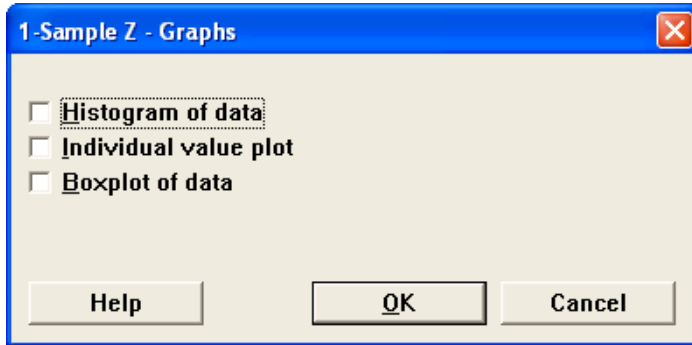 1-Sample Z - Graphs
Histogram of data
Individual value plot
Boxplot of data
Help OK Cancel